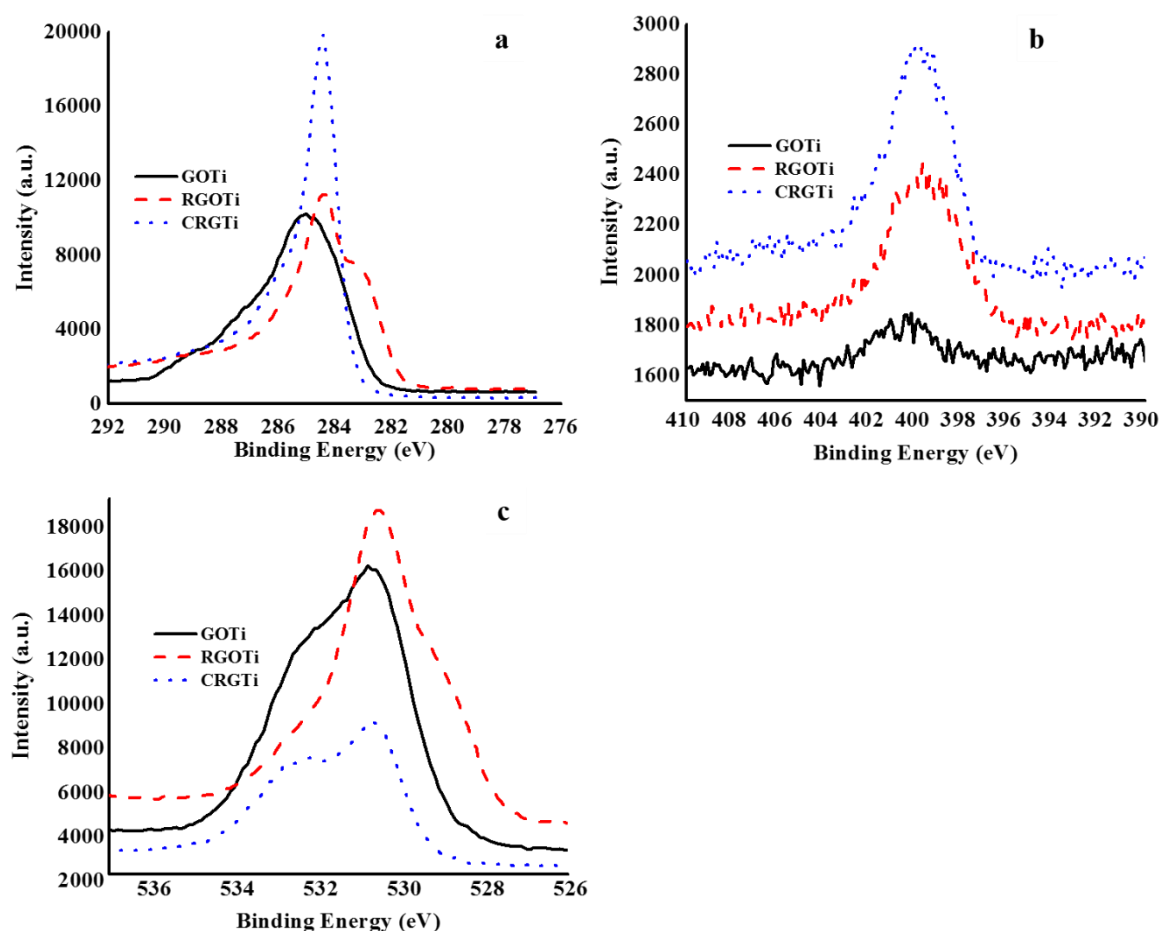 a
20000
16000
12000
8000
4000
0
Intensity (a.u.)
GOTi
RGOTi
CRGTi
292 290 288 286 284 282 280 278 276
Binding Energy (eV)
b
3000
2800
2600
2400
2200
2000
1800
1600
Intensity (a.u.)
GOTi
RGOTi
CRGTi
410 408 406 404 402 400 398 396 394 392 390
Binding Energy (eV)
c
18000
16000
14000
12000
10000
8000
6000
4000
2000
Intensity (a.u.)
GOTi
RGOTi
CRGTi
536 534 532 530 528 526
Binding Energy (eV)